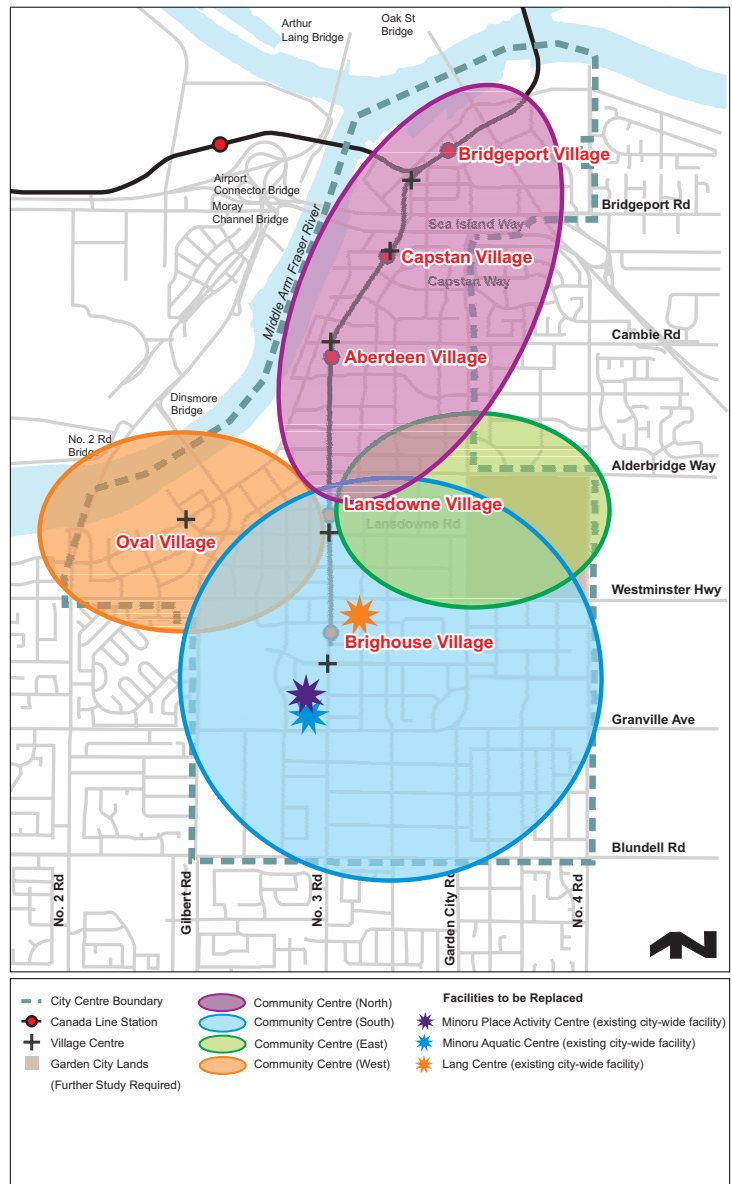 Arthur
Laing Bridge
Oak St
Bridge
Bridgeport Village
Airport
Connector Bridge
Moray
Channel Bridge
Bridgeport Rd
Middle Arm Fraser River
Sea Island Way
Capstan Village
Capstan Way
Cambie Rd
Aberdeen Village
Dinsmore
Bridge
No. 2 Rd
Bridge
Alderbridge Way
Lansdowne Village
Lansdowne Rd
Oval Village
Westminster Hwy
Brighouse Village
Granville Ave
Blundell Rd
No. 2 Rd
Gilbert Rd
No. 3 Rd
Garden City Rd
No. 4 Rd
N
City Centre Boundary
Canada Line Station
Village Centre
Garden City Lands
(Further Study Required)
Community Centre (North)
Community Centre (South)
Community Centre (East)
Community Centre (West)
Facilities to be Replaced
Minoru Place Activity Centre (existing city-wide facility)
Minoru Aquatic Centre (existing city-wide facility)
Lang Centre (existing city-wide facility)